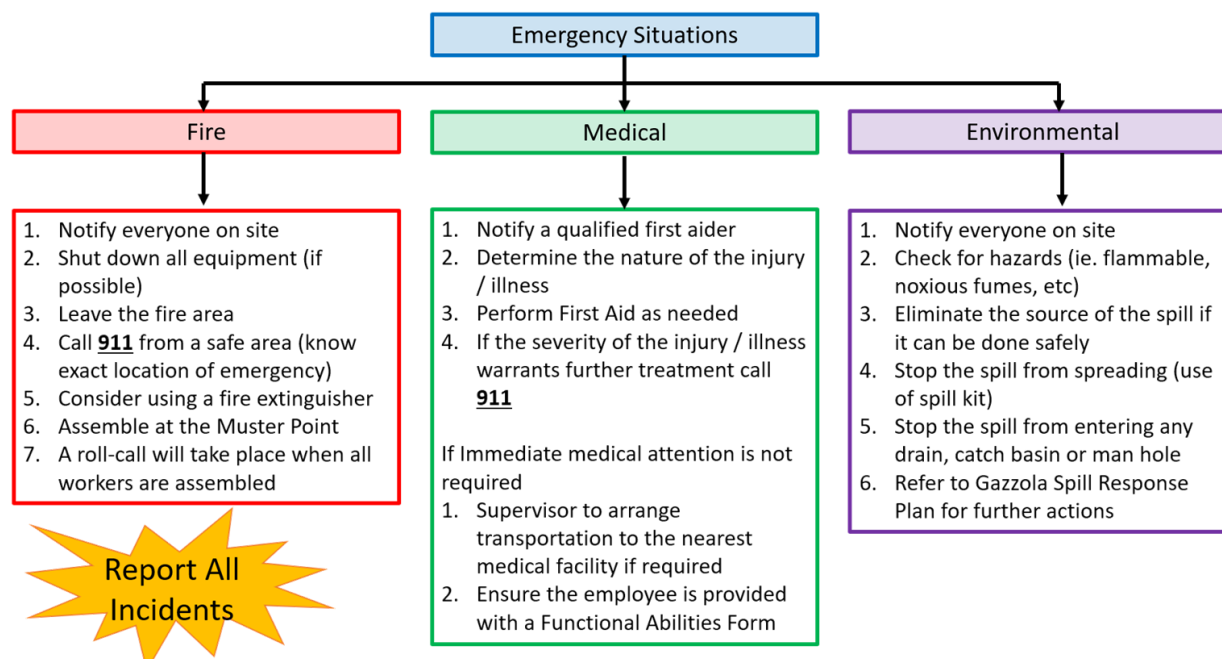 Emergency Situations
Fire
Medical
Environmental
1. Notify everyone on site
2. Shut down all equipment (if
possible)
3. Leave the fire area
4. Call 911 from a safe area (know
exact location of emergency)
5. Consider using a fire extinguisher
6. Assemble at the Muster Point
7. A roll-call will take place when all
workers are assembled
Report All
Incidents
1. Notify a qualified first aider
2. Determine the nature of the injury
/ illness
3. Perform First Aid as needed
4. If the severity of the injury / illness
warrants further treatment call
911
If Immediate medical attention is not
required
1. Supervisor to arrange
transportation to the nearest
medical facility if required
2. Ensure the employee is provided
with a Functional Abilities Form
1. Notify everyone on site
2. Check for hazards (ie. flammable,
noxious fumes, etc)
3. Eliminate the source of the spill if
it can be done safely
4. Stop the spill from spreading (use
of spill kit)
5. Stop the spill from entering any
drain, catch basin or man hole
6. Refer to Gazzola Spill Response
Plan for further actions